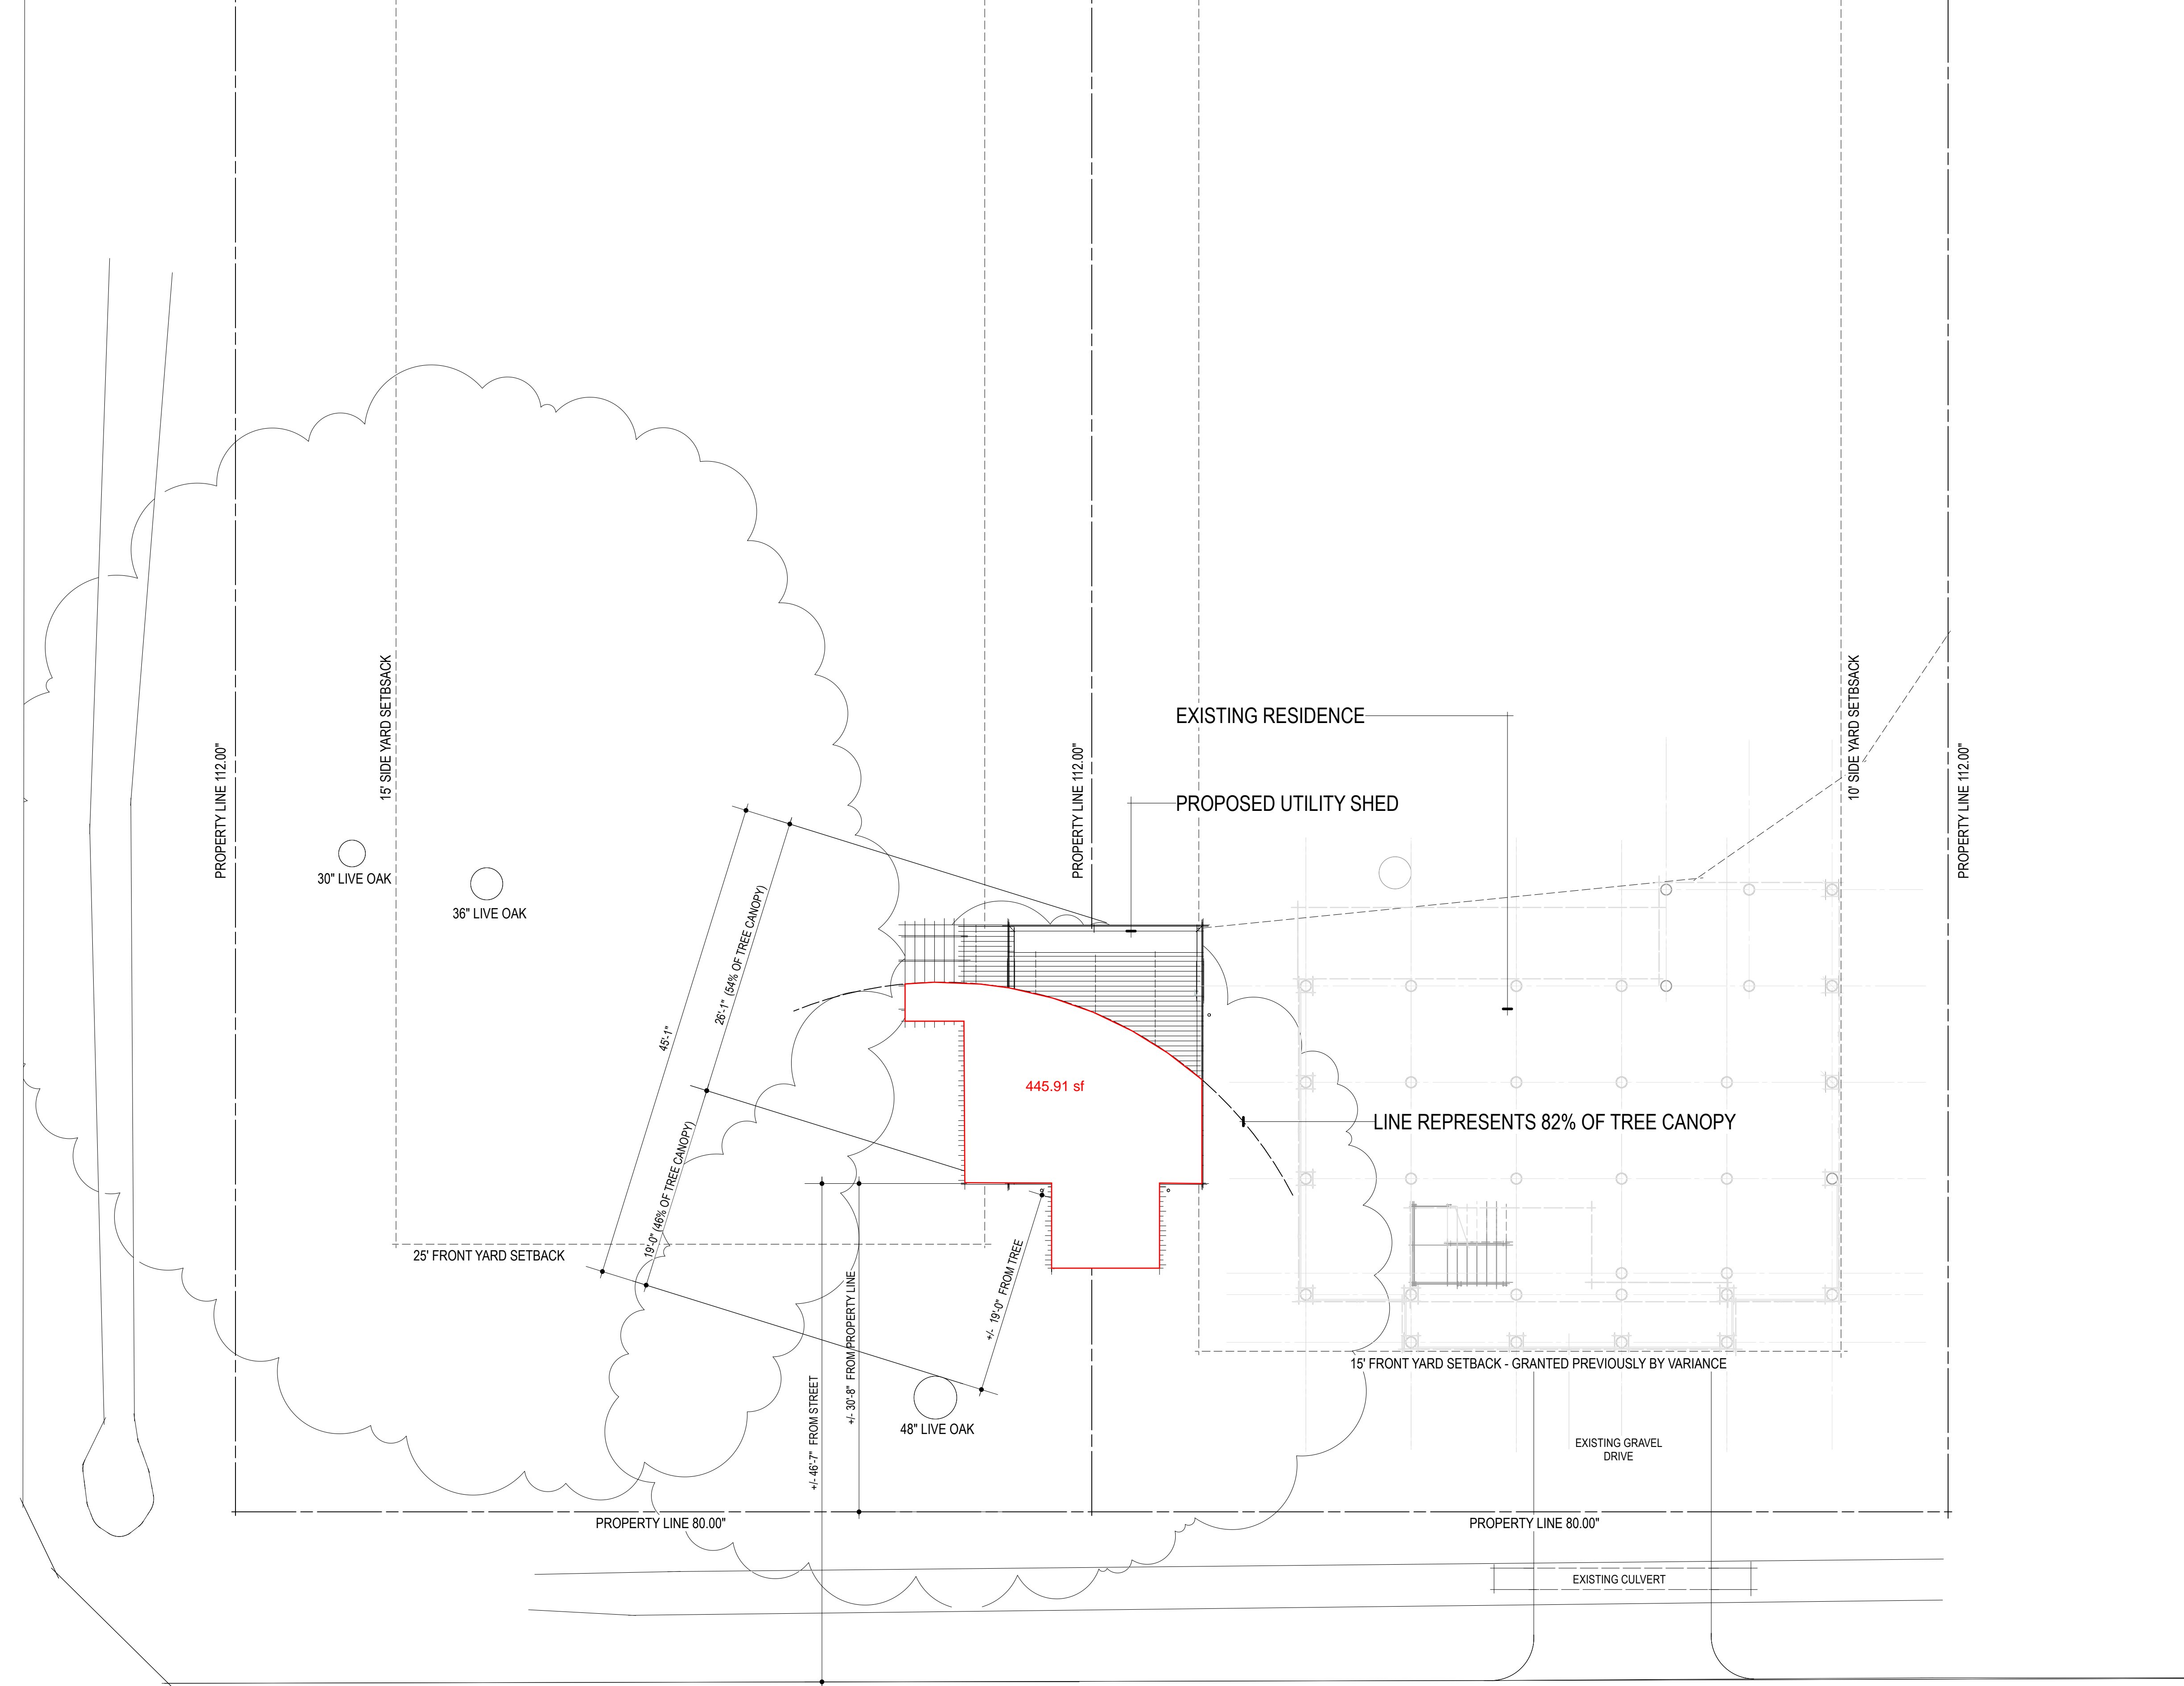 15' SIDE YARD SETBSACK
10' SIDE YARD SETBSACK
EXISTING RESIDENCE
PROPERTY LINE 112.00"
PROPERTY LINE 112.00"
PROPERTY LINE 112.00"
PROPOSED UTILITY SHED
30" LIVE OAK
36" LIVE OAK
26'-1" (54% OF TREE CANOPY)
45'-1"
445.91 sf
LINE REPRESENTS 82% OF TREE CANOPY
19'-0" (46% OF TREE CANOPY)
25' FRONT YARD SETBACK
+/- 19'-0" FROM TREE
+/- 30'-8" FROM PROPERTY LINE
15' FRONT YARD SETBACK - GRANTED PREVIOUSLY BY VARIANCE
+/- 46'-7" FROM STREET
48" LIVE OAK
EXISTING GRAVEL
DRIVE
PROPERTY LINE 80.00"
PROPERTY LINE 80.00"
EXISTING CULVERT